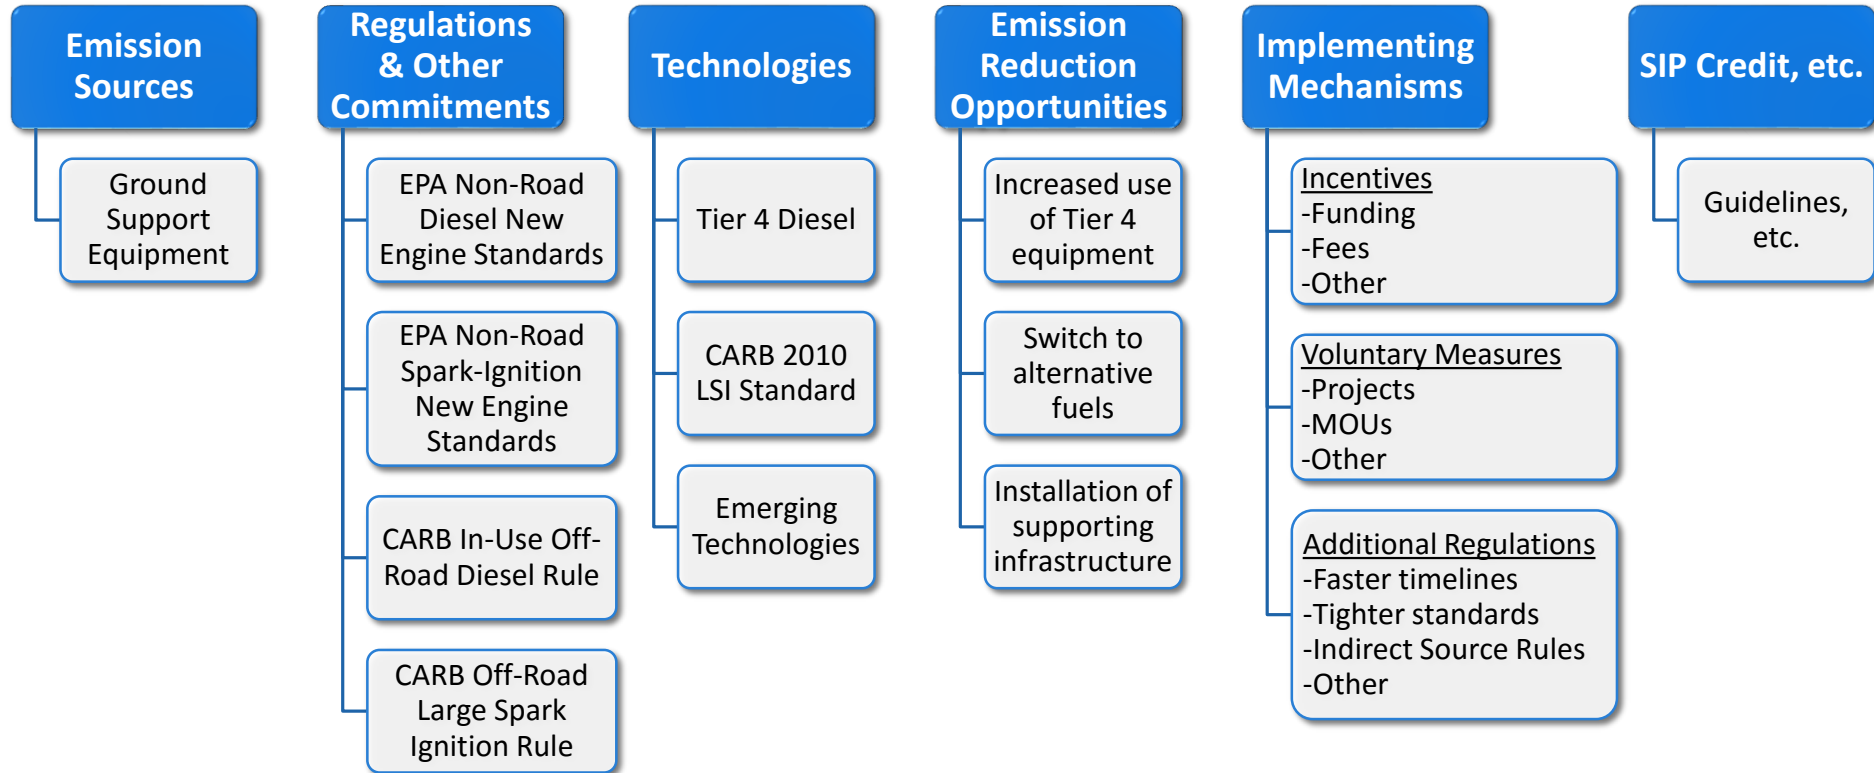 Emission
Sources
Ground
Support
Equipment
Regulations
& Other
Commitments
EPA Non-Road
Diesel New
Engine Standards
EPA Non-Road
Spark-Ignition
New Engine
Standards
CARB In-Use Off-
Road Diesel Rule
CARB Off-Road
Large Spark
Ignition Rule
Technologies
Tier 4 Diesel
CARB 2010
LSI Standard
Emerging
Technologies
Emission
Reduction
Opportunities
Increased use
of Tier 4
equipment
Switch to
alternative
fuels
Installation of
supporting
infrastructure
Implementing
Mechanisms
Incentives
-Funding
-Fees
-Other
Voluntary Measures
-Projects
-MOUs
-Other
Additional Regulations
-Faster timelines
-Tighter standards
-Indirect Source Rules
-Other
SIP Credit, etc.
Guidelines,
etc.